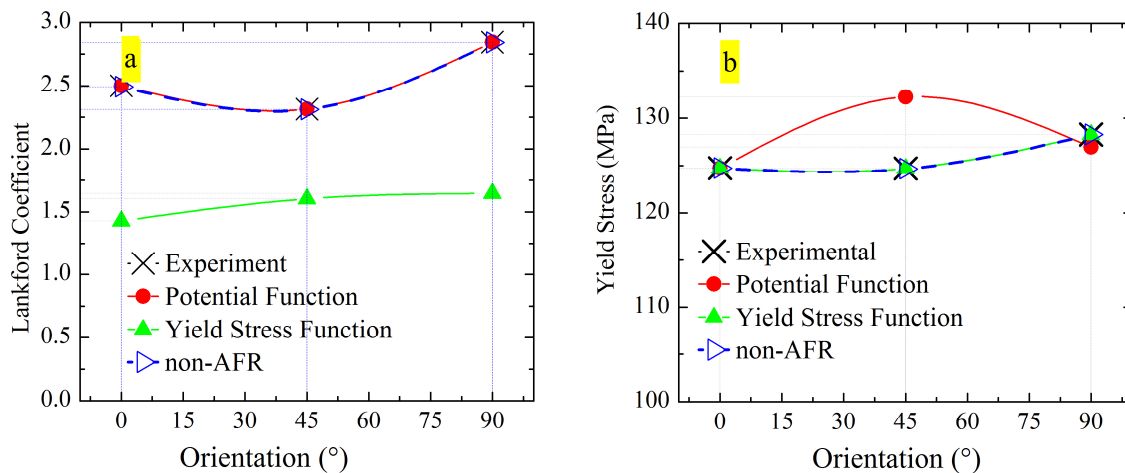 3.0
2.5
2.0
1.5
1.0
0.5
0.0
Lankford Coefficient
a
Experiment
Potential Function
Yield Stress Function
non-AFR
0 15 30 45 60 75 90
Orientation (°)
140
130
120
110
100
Yield Stress (MPa)
b
Experimental
Potential Function
Yield Stress Function
non-AFR
0 15 30 45 60 75 90
Orientation (°)